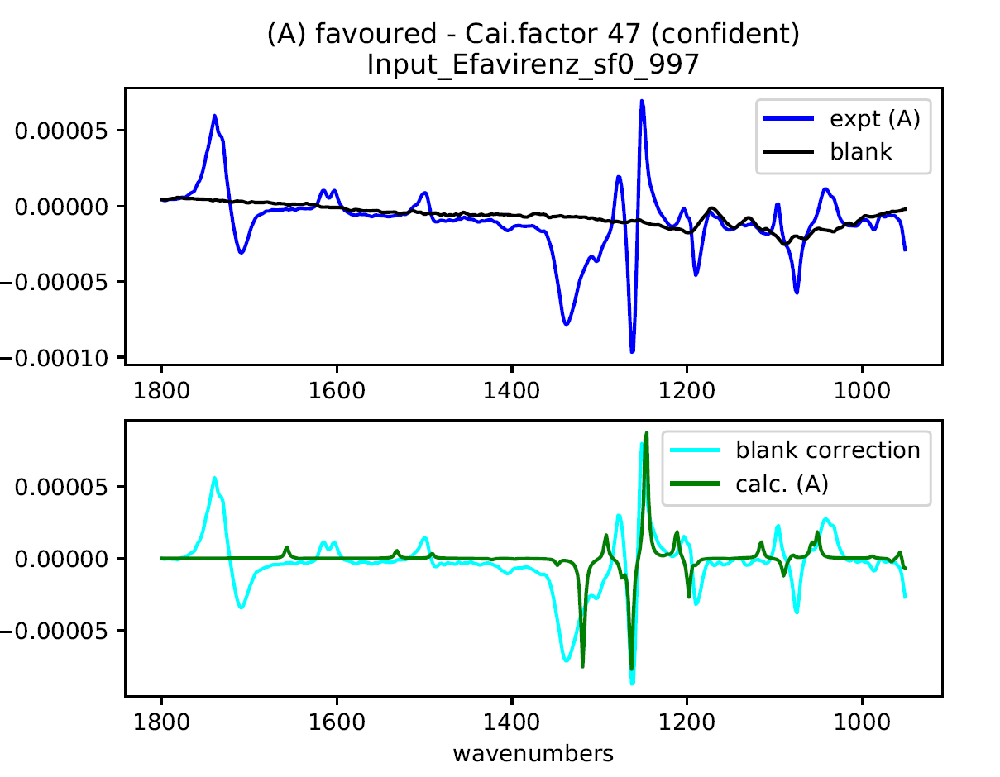 (A) favoured - Cai.factor 47 (confident)
Input_Efavirenz_sf0_997
expt (A)
blank
0.00005
0.00000
−0.00005
−0.00010
1800 1600 1400 1200 1000
blank correction
calc. (A)
0.00005
0.00000
−0.00005
1800 1600 1400 1200 1000
wavenumbers